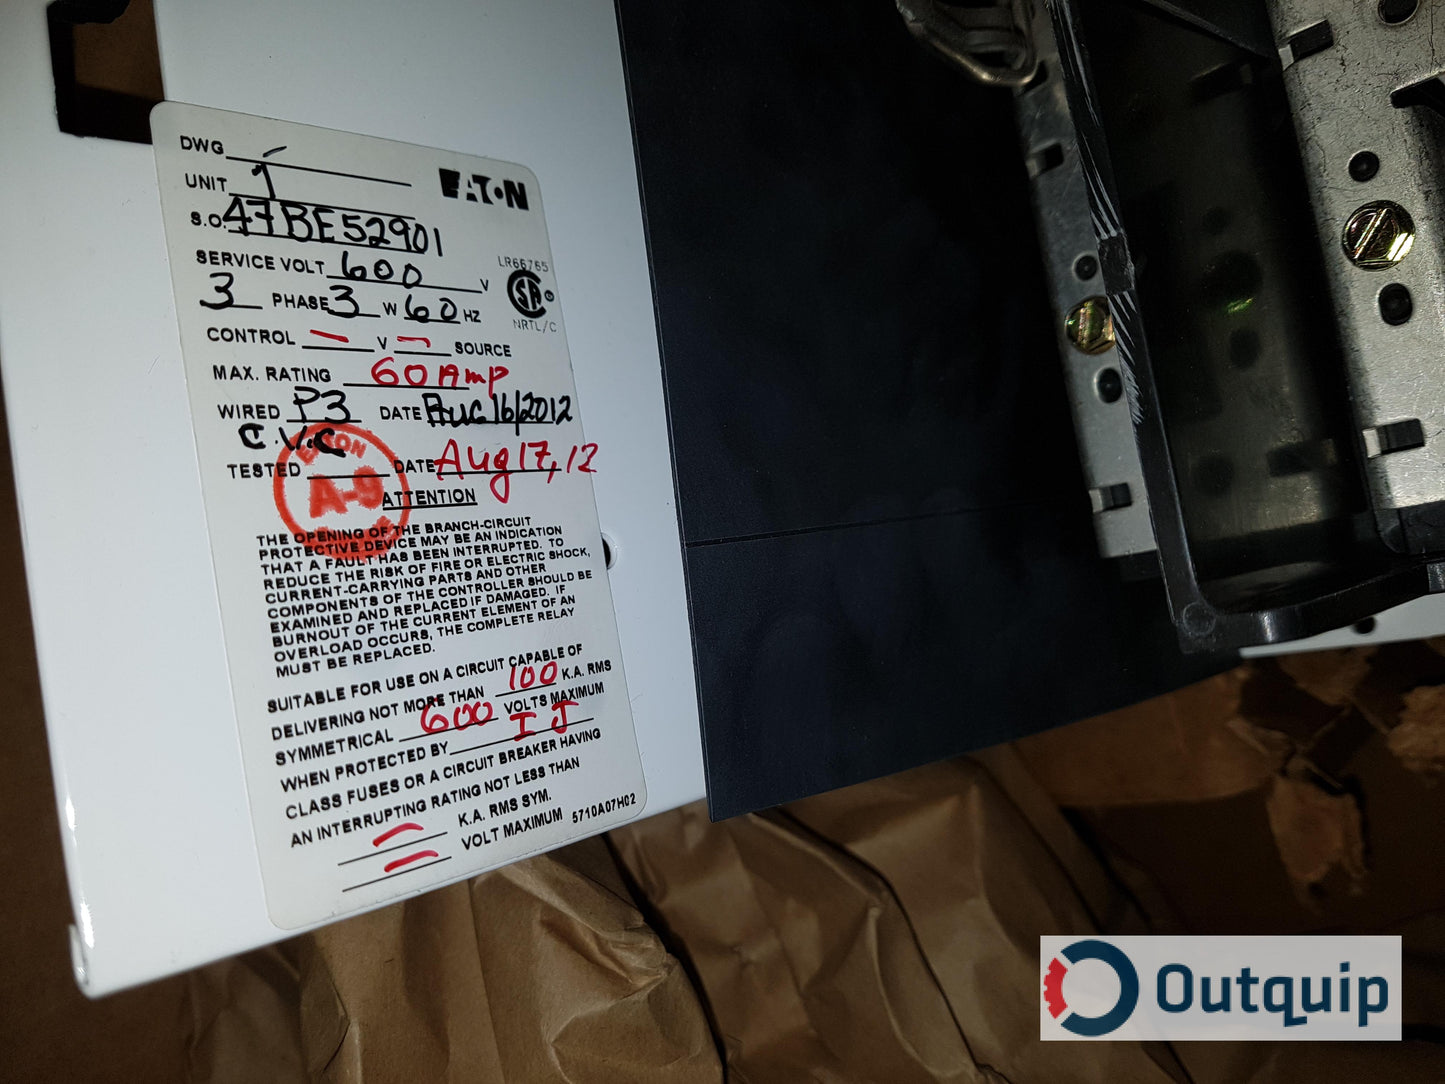 DWG —
UNIT 1
EATON
S.O. 47BE52901
SERVICE VOLT 600 V
LR66765
3 PHASE 3 W 60 HZ
NRTL/C
CONTROL — V — SOURCE
MAX. RATING 60 Amp
WIRED P3 DATE Aug 16/2012
C.V.C
TESTED DATE Aug 17, 12
A-9
ATTENTION
THE OPENING OF THE BRANCH-CIRCUIT
PROTECTIVE DEVICE MAY BE AN INDICATION
THAT A FAULT HAS BEEN INTERRUPTED. TO
REDUCE THE RISK OF FIRE OR ELECTRIC SHOCK,
CURRENT-CARRYING PARTS AND OTHER
COMPONENTS OF THE CONTROLLER SHOULD BE
EXAMINED AND REPLACED IF DAMAGED. IF
BURNOUT OF THE CURRENT ELEMENT OF AN
OVERLOAD OCCURS, THE COMPLETE RELAY
MUST BE REPLACED.
SUITABLE FOR USE ON A CIRCUIT CAPABLE OF
DELIVERING NOT MORE THAN 100 K.A. RMS
SYMMETRICAL 600 VOLTS MAXIMUM
WHEN PROTECTED BY I J
CLASS FUSES OR A CIRCUIT BREAKER HAVING
AN INTERRUPTING RATING NOT LESS THAN
— K.A. RMS SYM.
— VOLT MAXIMUM 5710A07H02
Outquip